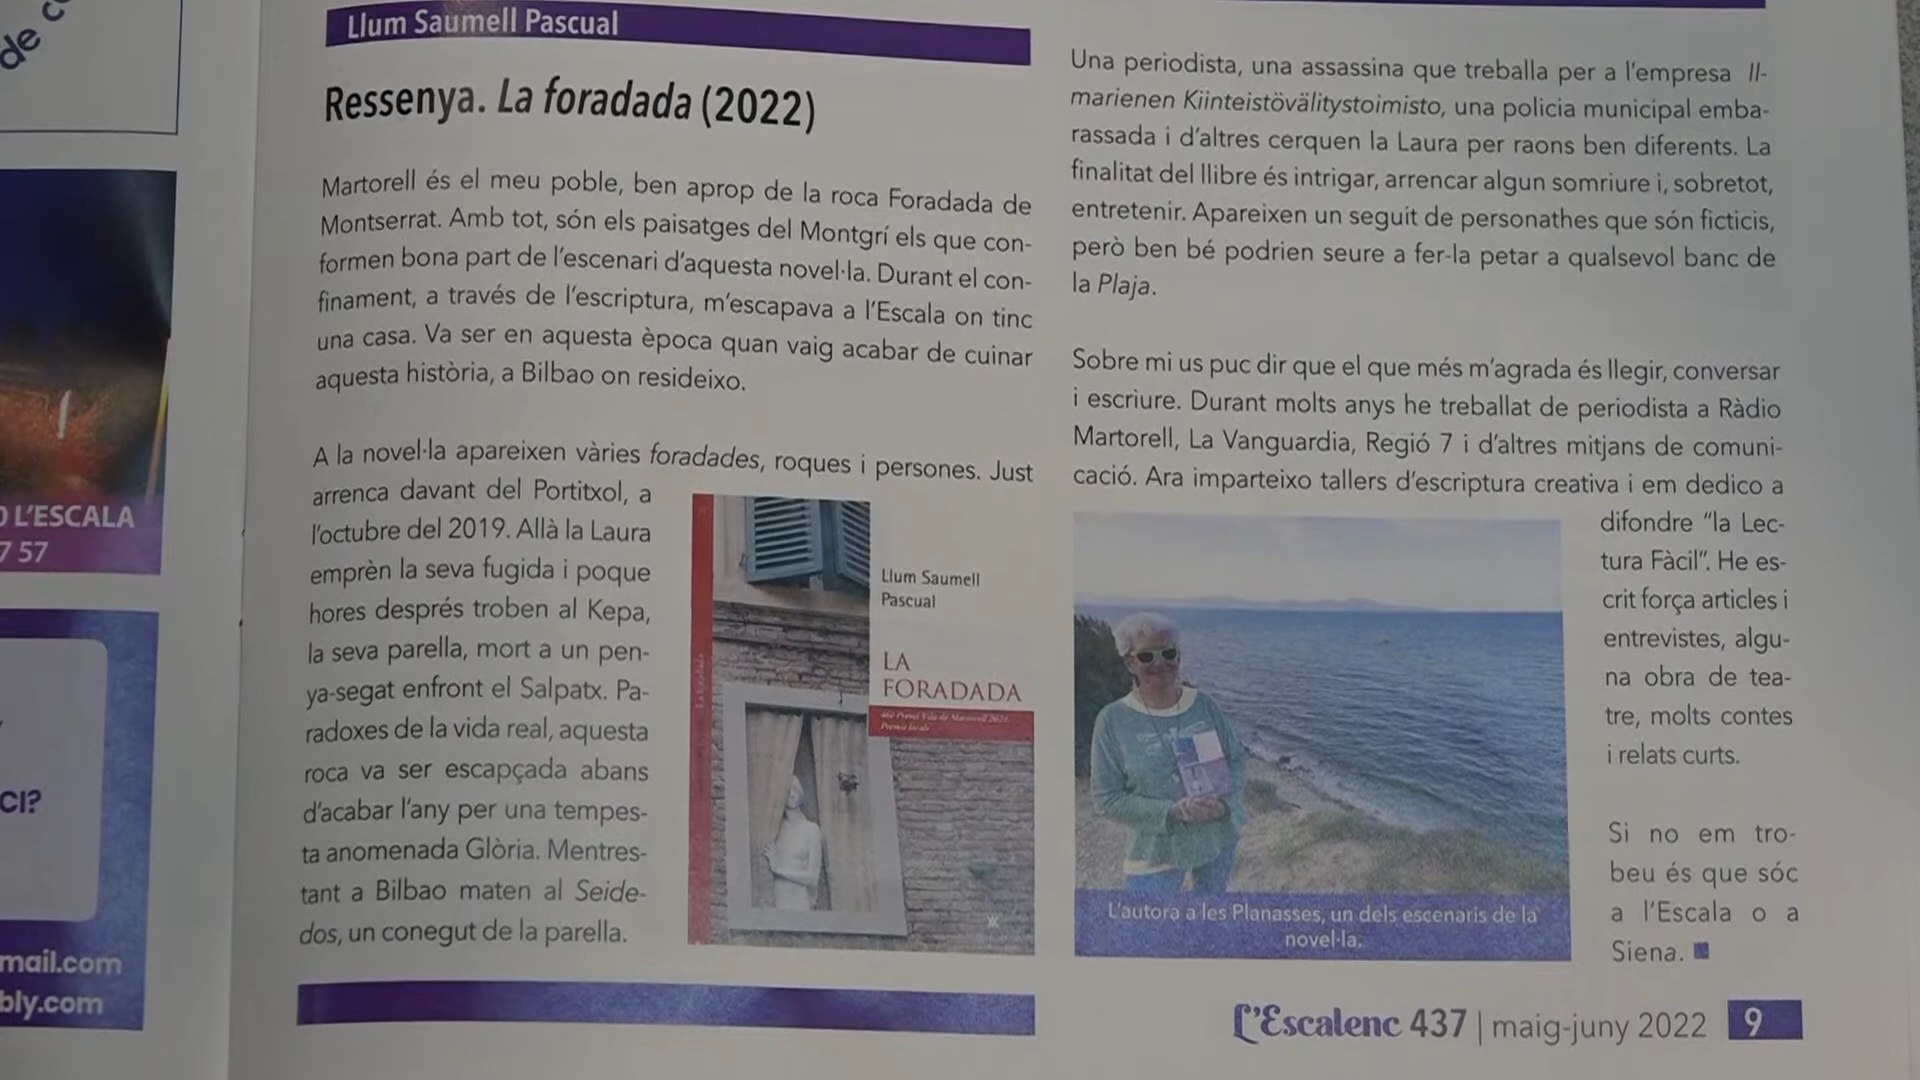 de c
O L'ESCALA
7 57
CI?
mail.com
bly.com
Llum Saumell Pascual
Ressenya. La foradada (2022)
Martorell és el meu poble, ben aprop de la roca Foradada de
Montserrat. Amb tot, són els paisatges del Montgrí els que con-
formen bona part de l'escenari d'aquesta novel·la. Durant el con-
finament, a través de l'escriptura, m'escapava a l'Escala on tinc
una casa. Va ser en aquesta època quan vaig acabar de cuinar
aquesta història, a Bilbao on resideixo.
A la novel·la apareixen vàries foradades, roques i persones. Just
arrenca davant del Portitxol, a
l'octubre del 2019. Allà la Laura
emprèn la seva fugida i poque
hores després troben al Kepa,
la seva parella, mort a un pen-
ya-segat enfront el Salpatx. Pa-
radoxes de la vida real, aquesta
roca va ser escapçada abans
d'acabar l'any per una tempes-
ta anomenada Glòria. Mentres-
tant a Bilbao maten al Seide-
dos, un conegut de la parella.
Llum Saumell
Pascual
LA
FORADADA
46è Premi Vila de Martorell 2021.
Premis locals
La foradada
Una periodista, una assassina que treballa per a l'empresa Il-
marienen Kiinteistövälitystoimisto, una policia municipal emba-
rassada i d'altres cerquen la Laura per raons ben diferents. La
finalitat del llibre és intrigar, arrencar algun somriure i, sobretot,
entretenir. Apareixen un seguit de personathes que són ficticis,
però ben bé podrien seure a fer-la petar a qualsevol banc de
la Plaja.
Sobre mi us puc dir que el que més m'agrada és llegir, conversar
i escriure. Durant molts anys he treballat de periodista a Ràdio
Martorell, La Vanguardia, Regió 7 i d'altres mitjans de comuni-
cació. Ara imparteixo tallers d'escriptura creativa i em dedico a
difondre "la Lec-
tura Fàcil". He es-
crit força articles i
entrevistes, algu-
na obra de tea-
tre, molts contes
i relats curts.
Si no em tro-
beu és que sóc
a l'Escala o a
Siena.
L'autora a les Planasses, un dels escenaris de la
novel·la.
L'Escalenc 437 | maig-juny 2022 9